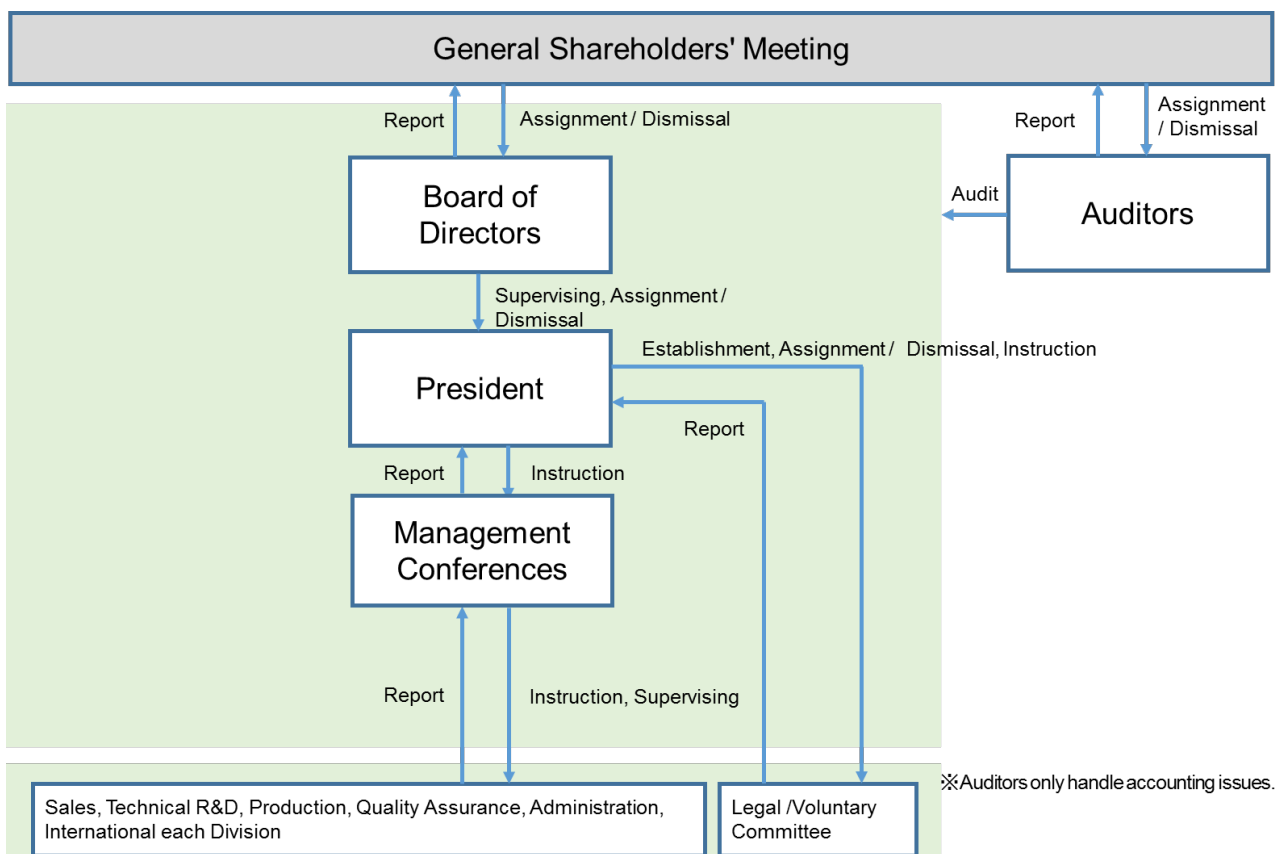 General Shareholders' Meeting
Report
Assignment / Dismissal
Report
Assignment
/ Dismissal
Board of
Directors
Audit
Auditors
Supervising, Assignment /
Dismissal
President
Establishment, Assignment / Dismissal, Instruction
Report
Report
Instruction
Management
Conferences
Report
Instruction, Supervising
※Auditors only handle accounting issues.
Sales, Technical R&D, Production, Quality Assurance, Administration,
International each Division
Legal /Voluntary
Committee